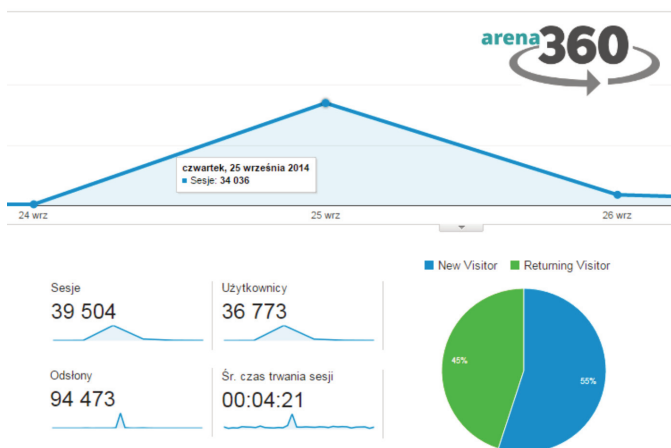 arena360
czwartek, 25 września 2014
Sesje: 34 036
24 wrz
25 wrz
26 wrz
New Visitor
Returning Visitor
Sesje
39 504
Użytkownicy
36 773
45%
55%
Odsłony
94 473
Śr. czas trwania sesji
00:04:21